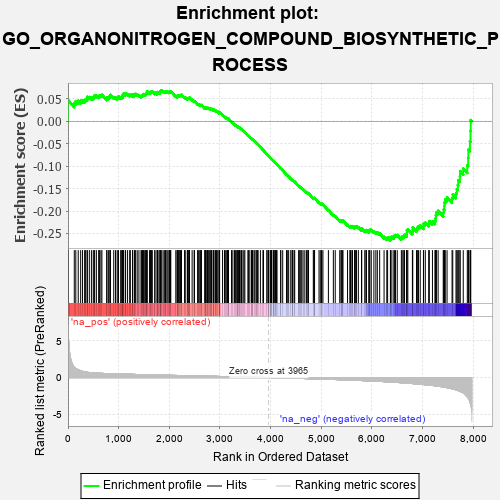 Enrichment plot:
GO_ORGANONITROGEN_COMPOUND_BIOSYNTHETIC_P
ROCESS
Enrichment score (ES)
0.05
0.00
-0.05
-0.10
-0.15
-0.20
-0.25
'na_pos' (positively correlated)
Ranked list metric (PreRanked)
5
0
-5
Zero cross at 3965
'na_neg' (negatively correlated)
0
1,000
2,000
3,000
4,000
5,000
6,000
7,000
8,000
Rank in Ordered Dataset
Enrichment profile
Hits
Ranking metric scores